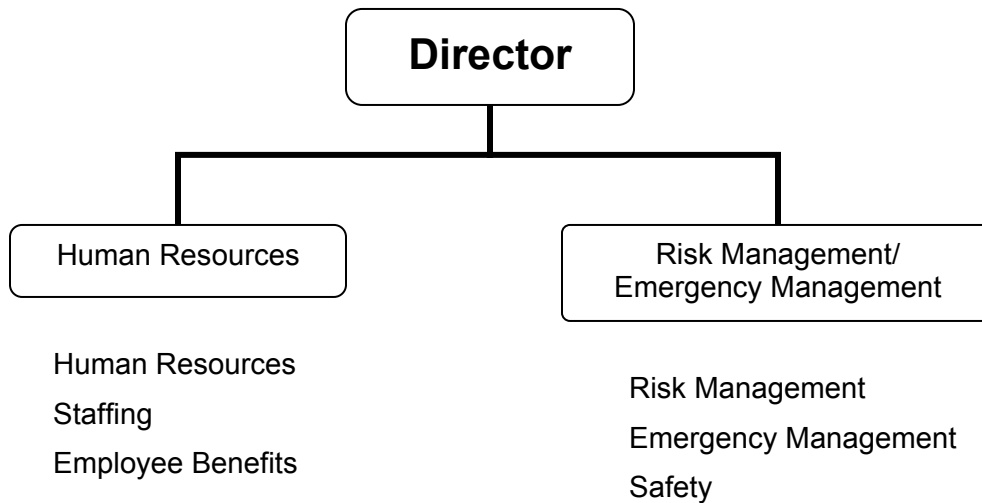 Director
Human Resources
Risk Management/
Emergency Management
Human Resources
Staffing
Employee Benefits
Risk Management
Emergency Management
Safety